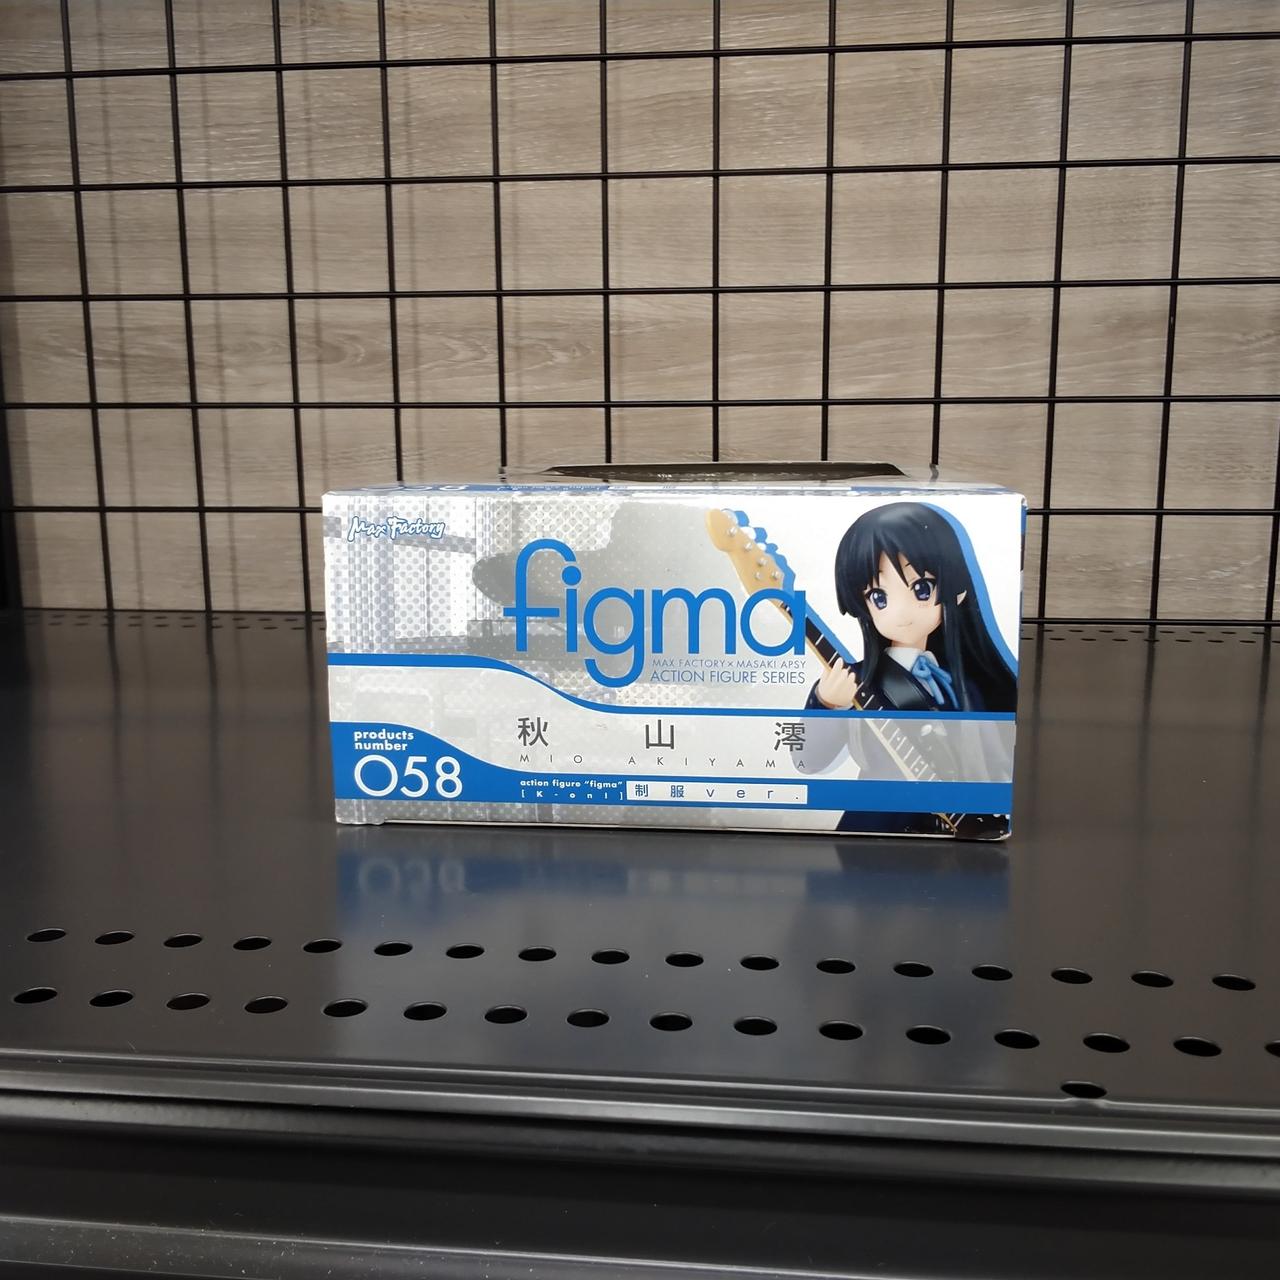 Max Factory
figma
MAX FACTORY × MASAKI APSY
ACTION FIGURE SERIES
秋山澪
MIO AKIYAMA
products
number
058
action figure "figma"
[K-on!] 制服ver.